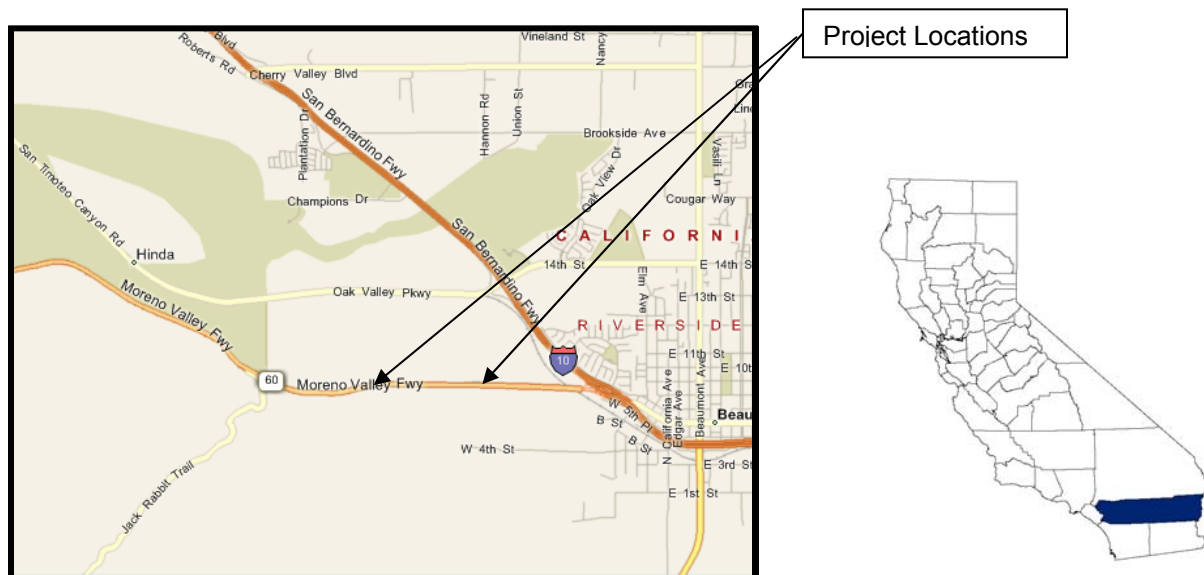 Project Locations
Blvd
Vineland St
Nancy
Roberts Rd
Cherry Valley Blvd
San Bernardino Fwy
Hannon Rd
Union St
Plantation Dr
Brookside Ave
Oak View Dr
Vasili Ln
San Timoteo Canyon Rd
Champions Dr
Cougar Way
San Bernardino Fwy
CALIFORNI
Hinda
14th St
E 14th St
Elm Ave
Moreno Valley Fwy
Oak Valley Pkwy
E 13th St
RIVERSIDE
E 11th St
10
E 10t
60
Moreno Valley Fwy
W 5th Pl
N California Ave
Edgar Ave
Beaumont Ave
Beau
B St
B St
W 4th St
E 3rd St
Jack Rabbit Trail
E 1st St